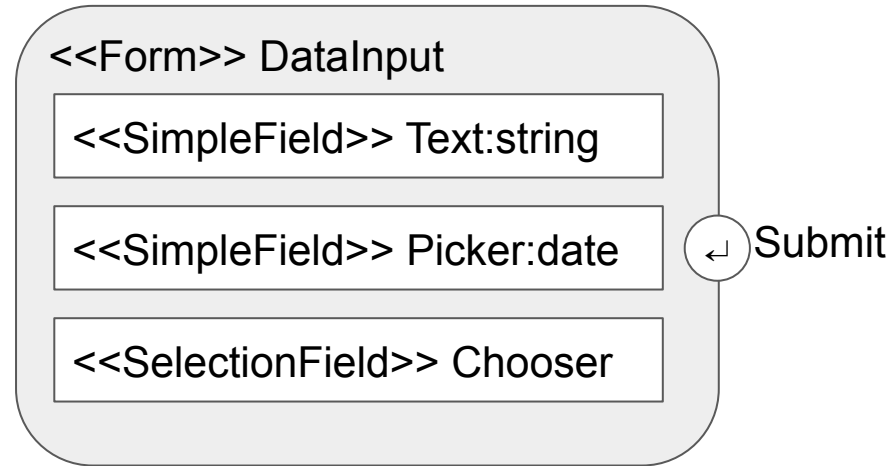 <<Form>> DataInput
<<SimpleField>> Text:string
<<SimpleField>> Picker:date
↵ Submit
<<SelectionField>> Chooser